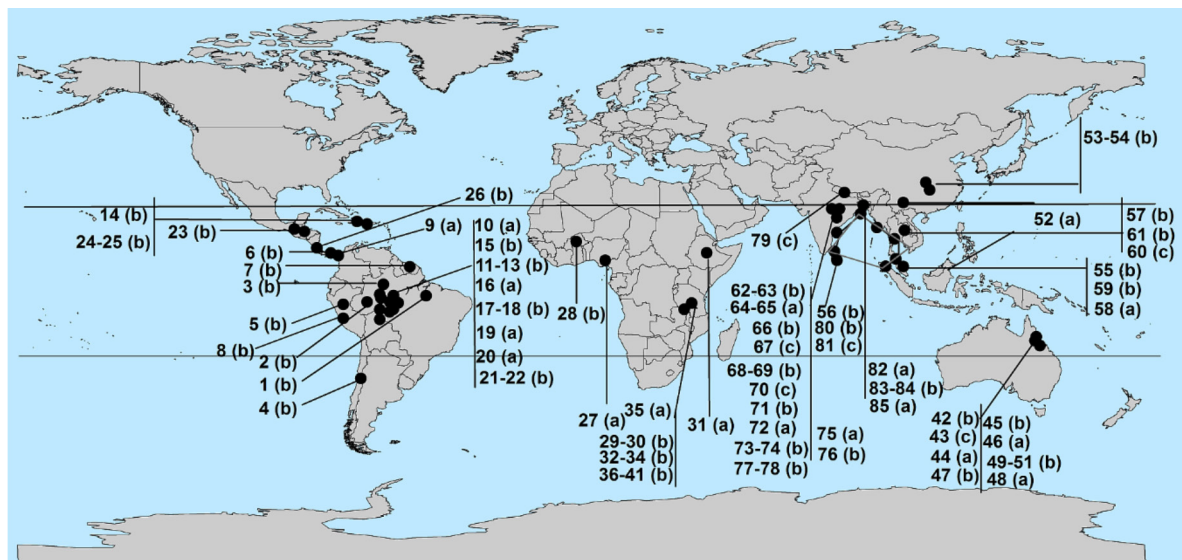 53-54 (b)
26 (b)
14 (b)
24-25 (b)
23 (b)
9 (a)
6 (b)
7 (b)
3 (b)
5 (b)
8 (b)
2 (b)
1 (b)
4 (b)
10 (a)
15 (b)
11-13 (b)
16 (a)
17-18 (b)
19 (a)
20 (a)
21-22 (b)
28 (b)
27 (a)
35 (a)
29-30 (b)
32-34 (b)
36-41 (b)
31 (a)
79 (c)
62-63 (b)
64-65 (a)
66 (b)
67 (c)
68-69 (b)
70 (c)
71 (b)
72 (a)
73-74 (b)
77-78 (b)
75 (a)
76 (b)
56 (b)
80 (b)
81 (c)
82 (a)
83-84 (b)
85 (a)
52 (a)
57 (b)
61 (b)
60 (c)
55 (b)
59 (b)
58 (a)
42 (b)
43 (c)
44 (a)
47 (b)
45 (b)
46 (a)
49-51 (b)
48 (a)